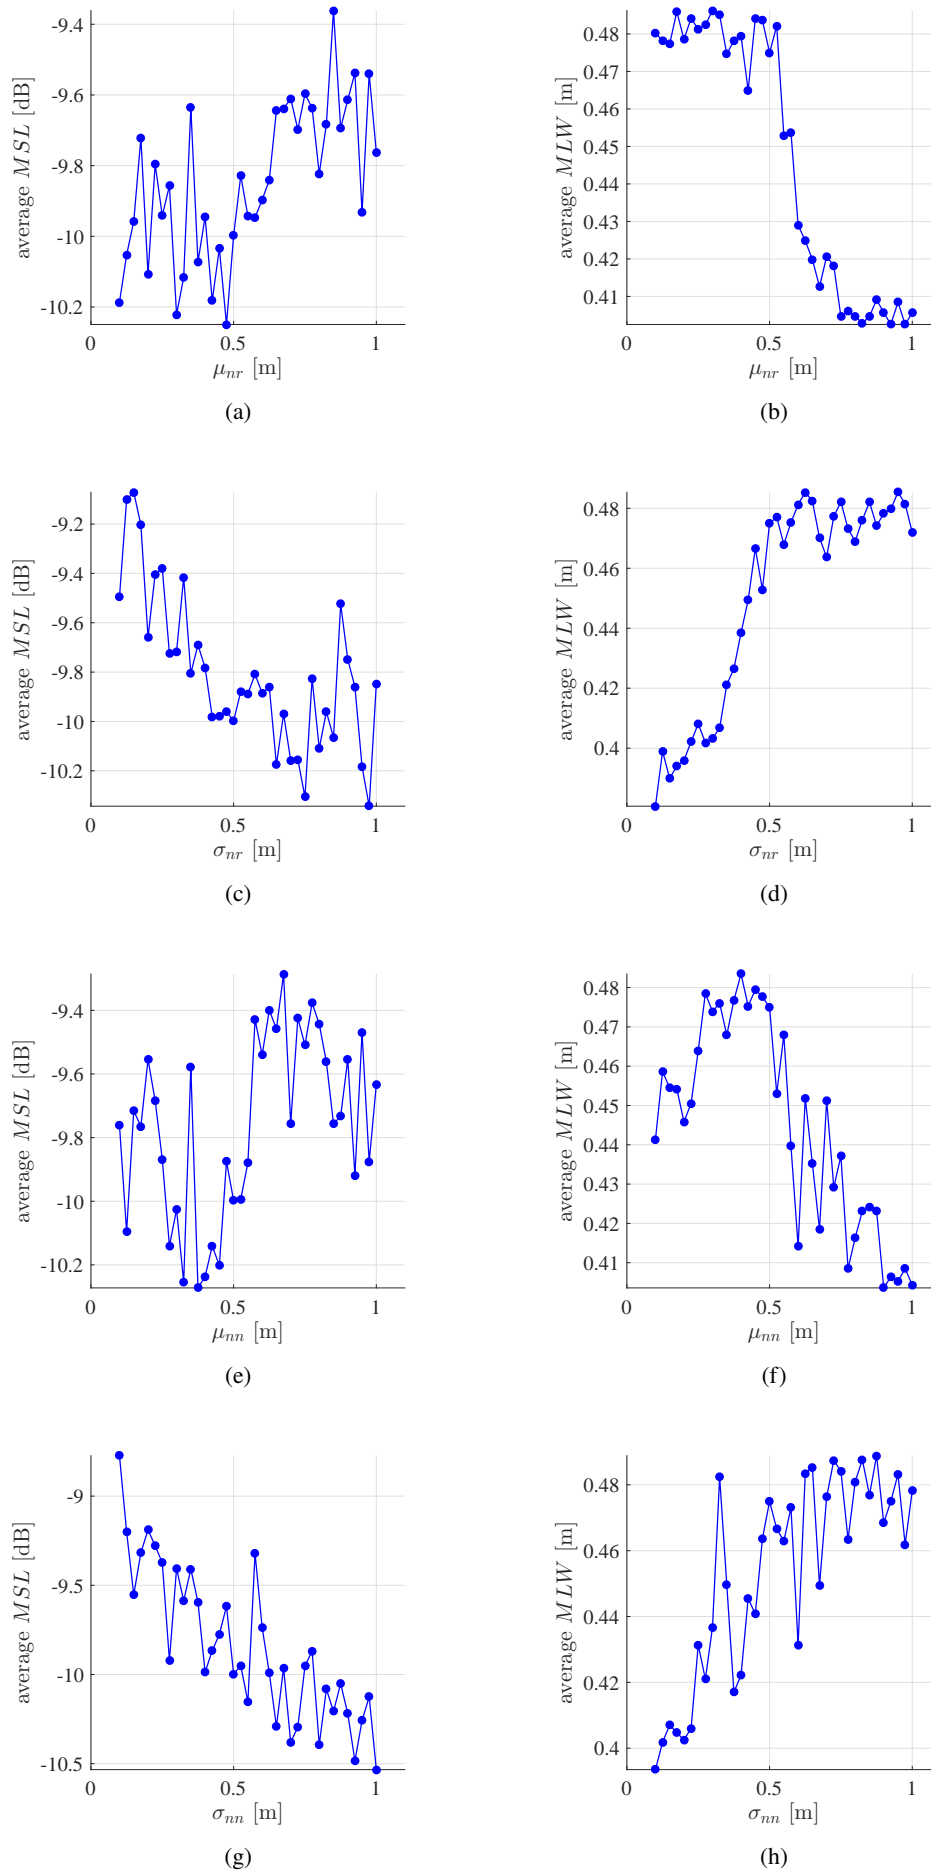 -9.4
-9.6
-9.8
-10
-10.2
average MSL [dB]
0 0.5 1
μnr [m]
(a)
0.48
0.47
0.46
0.45
0.44
0.43
0.42
0.41
average MLW [m]
0 0.5 1
μnr [m]
(b)
-9.2
-9.4
-9.6
-9.8
-10
-10.2
average MSL [dB]
0 0.5 1
σnr [m]
(c)
0.48
0.46
0.44
0.42
0.4
average MLW [m]
0 0.5 1
σnr [m]
(d)
-9.4
-9.6
-9.8
-10
-10.2
average MSL [dB]
0 0.5 1
μnn [m]
(e)
0.48
0.47
0.46
0.45
0.44
0.43
0.42
0.41
average MLW [m]
0 0.5 1
μnn [m]
(f)
-9
-9.5
-10
-10.5
average MSL [dB]
0 0.5 1
σnn [m]
(g)
0.48
0.46
0.44
0.42
0.4
average MLW [m]
0 0.5 1
σnn [m]
(h)